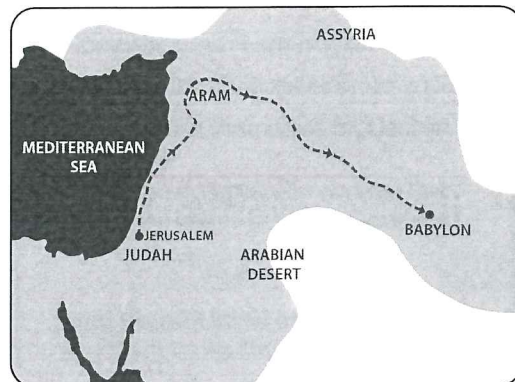 ASSYRIA
ARAM
MEDITERRANEAN
SEA
JERUSALEM
JUDAH
ARABIAN
DESERT
BABYLON